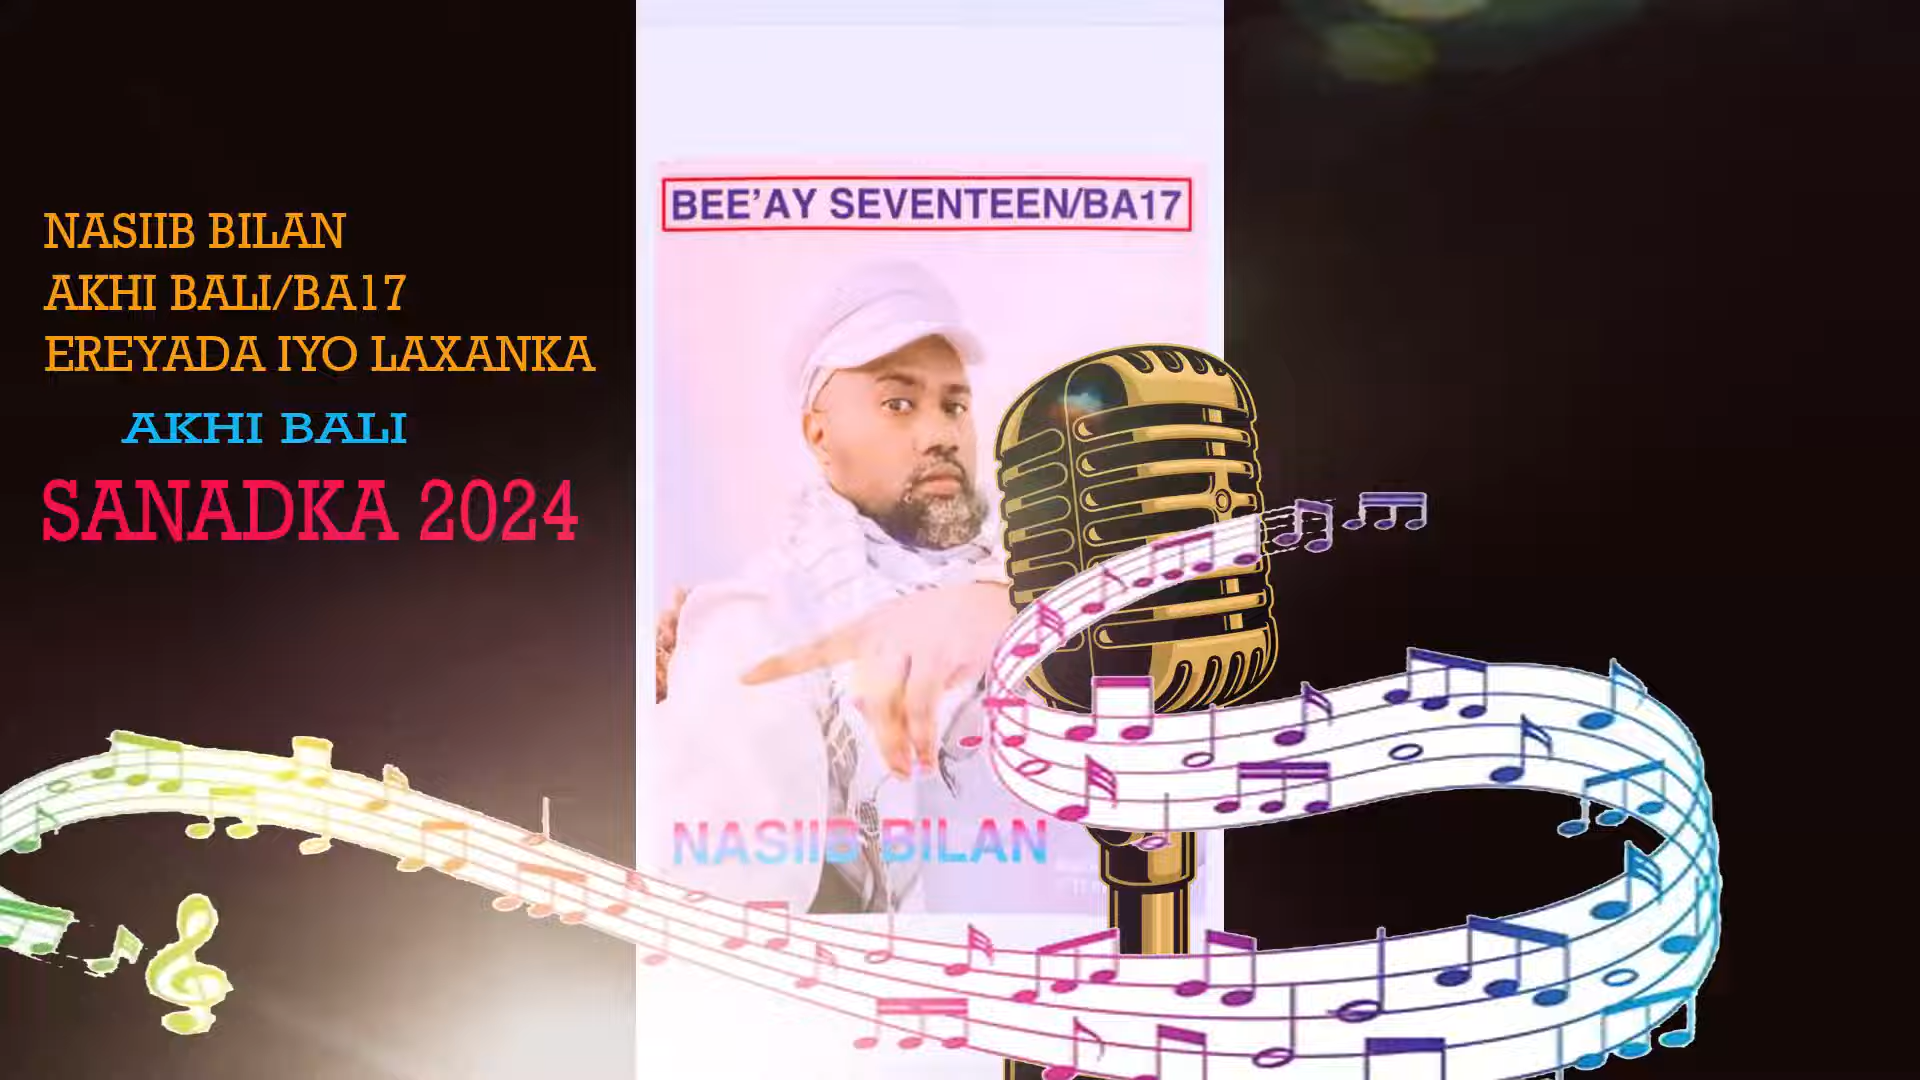 NASIIB BILAN
AKHI BALI/BA17
EREYADA IYO LAXANKA
AKHI BALI
SANADKA 2024
BEE'AY SEVENTEEN/BA17
NASIIB BILAN